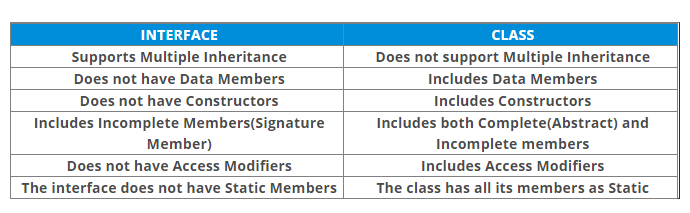 INTERFACE CLASS
Supports Multiple Inheritance Does not support Multiple Inheritance
Does not have Data Members Includes Data Members
Does not have Constructors Includes Constructors
Includes Incomplete Members(Signature Includes both Complete(Abstract) and
Member) Incomplete members
Does not have Access Modifiers Includes Access Modifiers
The interface does not have Static Members The class has all its members as Static